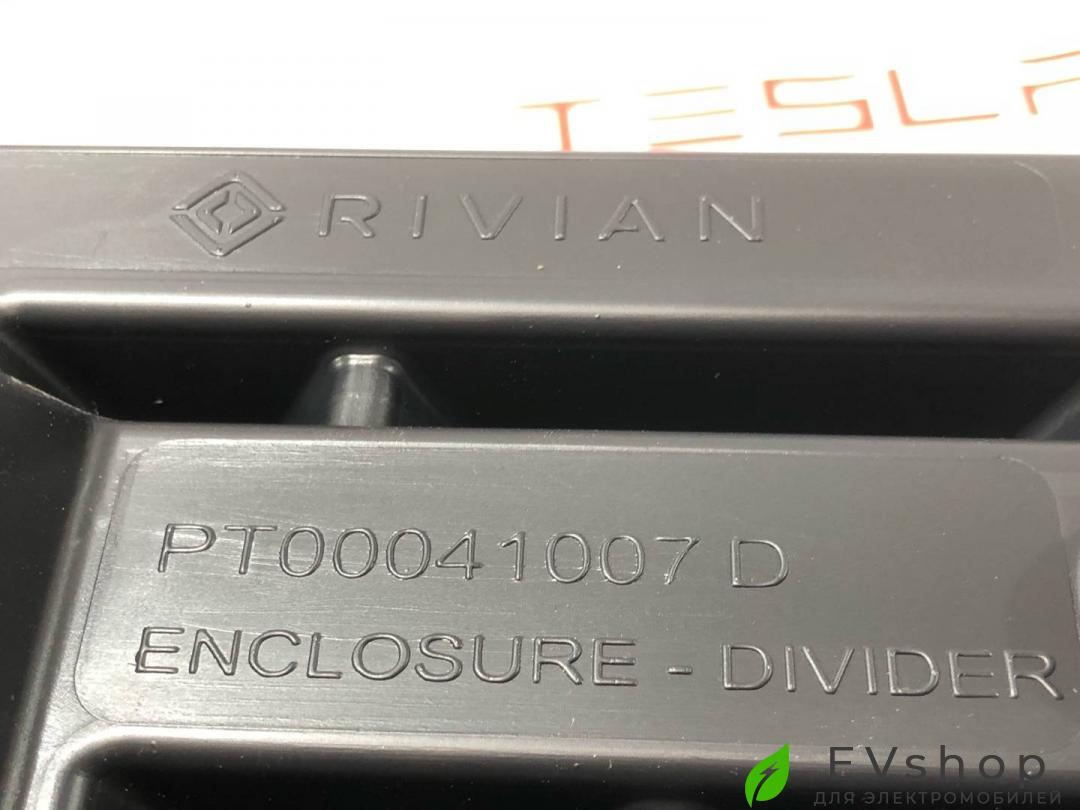 TESLA
RIVIAN
PT00041007 D
ENCLOSURE - DIVIDER
EVshop
ДЛЯ ЭЛЕКТРОМОБИЛЕЙ